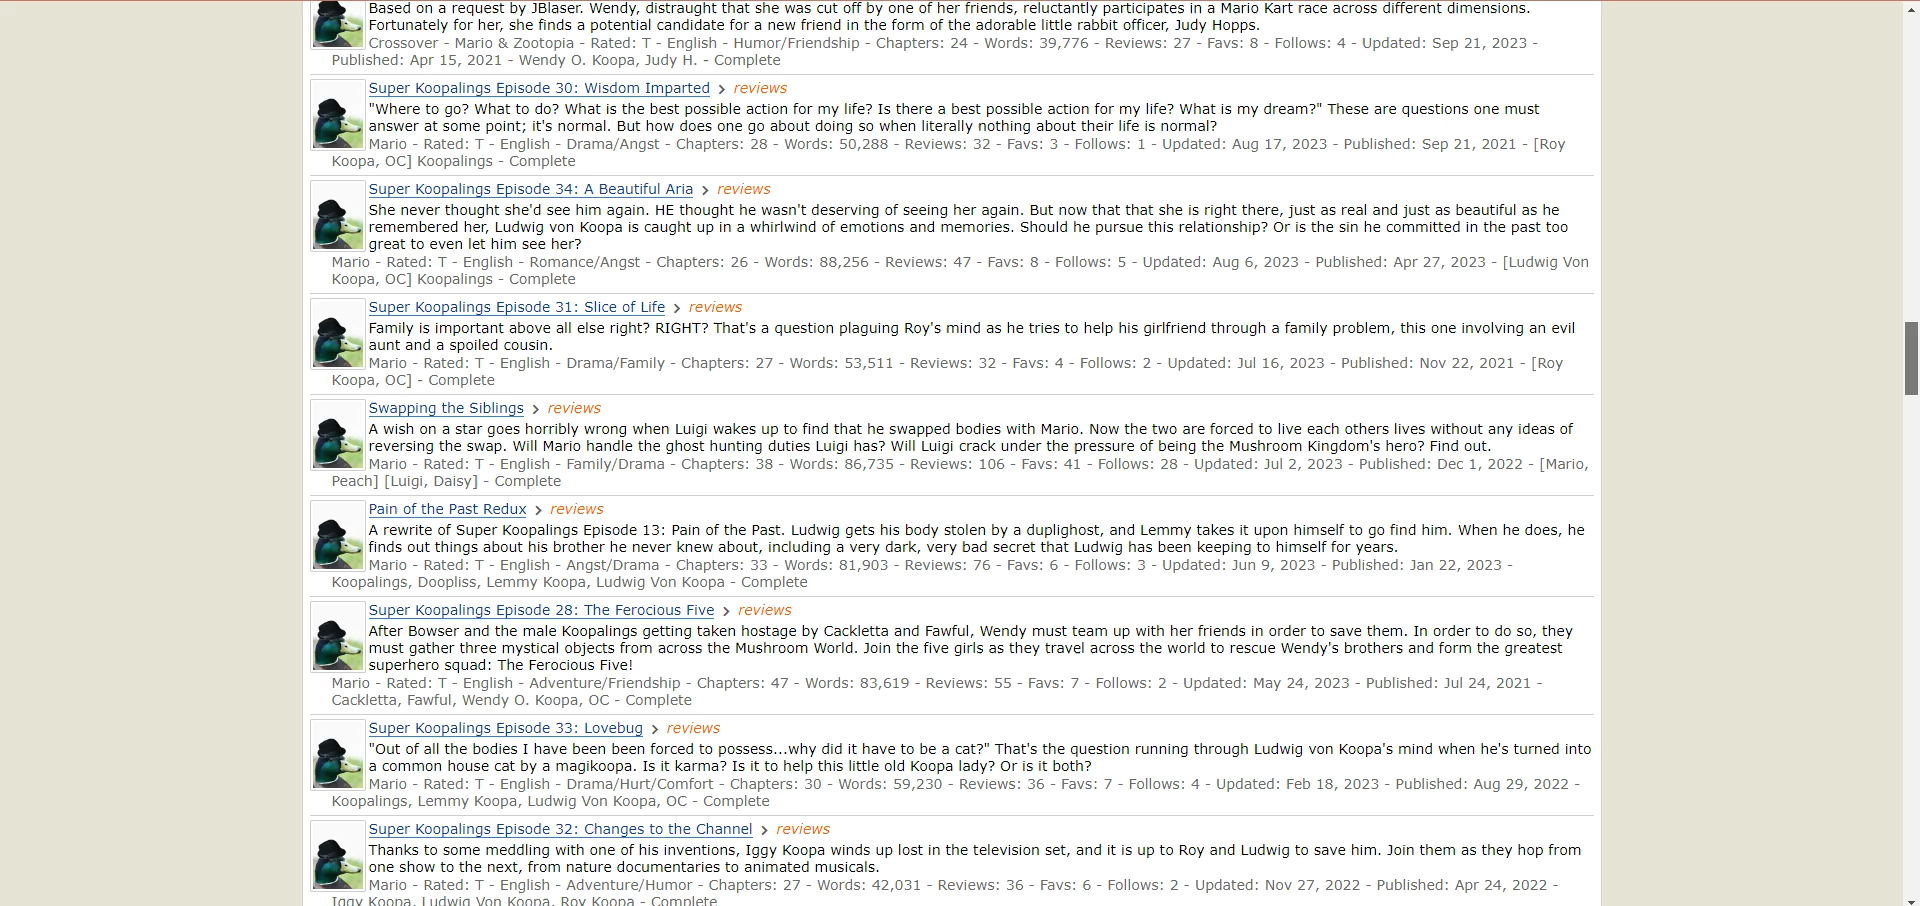 Based on a request by JBlaser. Wendy, distraught that she was cut off by one of her friends, reluctantly participates in a Mario Kart race across different dimensions.
Fortunately for her, she finds a potential candidate for a new friend in the form of the adorable little rabbit officer, Judy Hopps.
Crossover - Mario & Zootopia - Rated: T - English - Humor/Friendship - Chapters: 24 - Words: 39,776 - Reviews: 27 - Favs: 8 - Follows: 4 - Updated: Sep 21, 2023 -
Published: Apr 15, 2021 - Wendy O. Koopa, Judy H. - Complete
Super Koopalings Episode 30: Wisdom Imparted > reviews
"Where to go? What to do? What is the best possible action for my life? Is there a best possible action for my life? What is my dream?" These are questions one must
answer at some point; it's normal. But how does one go about doing so when literally nothing about their life is normal?
Mario - Rated: T - English - Drama/Angst - Chapters: 28 - Words: 50,288 - Reviews: 32 - Favs: 3 - Follows: 1 - Updated: Aug 17, 2023 - Published: Sep 21, 2021 - [Roy
Koopa, OC] Koopalings - Complete
Super Koopalings Episode 34: A Beautiful Aria > reviews
She never thought she'd see him again. HE thought he wasn't deserving of seeing her again. But now that that she is right there, just as real and just as beautiful as he
remembered her, Ludwig von Koopa is caught up in a whirlwind of emotions and memories. Should he pursue this relationship? Or is the sin he committed in the past too
great to even let him see her?
Mario - Rated: T - English - Romance/Angst - Chapters: 26 - Words: 88,256 - Reviews: 47 - Favs: 8 - Follows: 5 - Updated: Aug 6, 2023 - Published: Apr 27, 2023 - [Ludwig Von
Koopa, OC] Koopalings - Complete
Super Koopalings Episode 31: Slice of Life > reviews
Family is important above all else right? RIGHT? That's a question plaguing Roy's mind as he tries to help his girlfriend through a family problem, this one involving an evil
aunt and a spoiled cousin.
Mario - Rated: T - English - Drama/Family - Chapters: 27 - Words: 53,511 - Reviews: 32 - Favs: 4 - Follows: 2 - Updated: Jul 16, 2023 - Published: Nov 22, 2021 - [Roy
Koopa, OC] - Complete
Swapping the Siblings > reviews
A wish on a star goes horribly wrong when Luigi wakes up to find that he swapped bodies with Mario. Now the two are forced to live each others lives without any ideas of
reversing the swap. Will Mario handle the ghost hunting duties Luigi has? Will Luigi crack under the pressure of being the Mushroom Kingdom's hero? Find out.
Mario - Rated: T - English - Family/Drama - Chapters: 38 - Words: 86,735 - Reviews: 106 - Favs: 41 - Follows: 28 - Updated: Jul 2, 2023 - Published: Dec 1, 2022 - [Mario,
Peach] [Luigi, Daisy] - Complete
Pain of the Past Redux > reviews
A rewrite of Super Koopalings Episode 13: Pain of the Past. Ludwig gets his body stolen by a duplighost, and Lemmy takes it upon himself to go find him. When he does, he
finds out things about his brother he never knew about, including a very dark, very bad secret that Ludwig has been keeping to himself for years.
Mario - Rated: T - English - Angst/Drama - Chapters: 33 - Words: 81,903 - Reviews: 76 - Favs: 6 - Follows: 3 - Updated: Jun 9, 2023 - Published: Jan 22, 2023 -
Koopalings, Doopliss, Lemmy Koopa, Ludwig Von Koopa - Complete
Super Koopalings Episode 28: The Ferocious Five > reviews
After Bowser and the male Koopalings getting taken hostage by Cackletta and Fawful, Wendy must team up with her friends in order to save them. In order to do so, they
must gather three mystical objects from across the Mushroom World. Join the five girls as they travel across the world to rescue Wendy's brothers and form the greatest
superhero squad: The Ferocious Five!
Mario - Rated: T - English - Adventure/Friendship - Chapters: 47 - Words: 83,619 - Reviews: 55 - Favs: 7 - Follows: 2 - Updated: May 24, 2023 - Published: Jul 24, 2021 -
Cackletta, Fawful, Wendy O. Koopa, OC - Complete
Super Koopalings Episode 33: Lovebug > reviews
"Out of all the bodies I have been been forced to possess...why did it have to be a cat?" That's the question running through Ludwig von Koopa's mind when he's turned into
a common house cat by a magikoopa. Is it karma? Is it to help this little old Koopa lady? Or is it both?
Mario - Rated: T - English - Drama/Hurt/Comfort - Chapters: 30 - Words: 59,230 - Reviews: 36 - Favs: 7 - Follows: 4 - Updated: Feb 18, 2023 - Published: Aug 29, 2022 -
Koopalings, Lemmy Koopa, Ludwig Von Koopa, OC - Complete
Super Koopalings Episode 32: Changes to the Channel > reviews
Thanks to some meddling with one of his inventions, Iggy Koopa winds up lost in the television set, and it is up to Roy and Ludwig to save him. Join them as they hop from
one show to the next, from nature documentaries to animated musicals.
Mario - Rated: T - English - Adventure/Humor - Chapters: 27 - Words: 42,031 - Reviews: 36 - Favs: 6 - Follows: 2 - Updated: Nov 27, 2022 - Published: Apr 24, 2022 -
Iggy Koopa, Ludwig Von Koopa, Roy Koopa - Complete